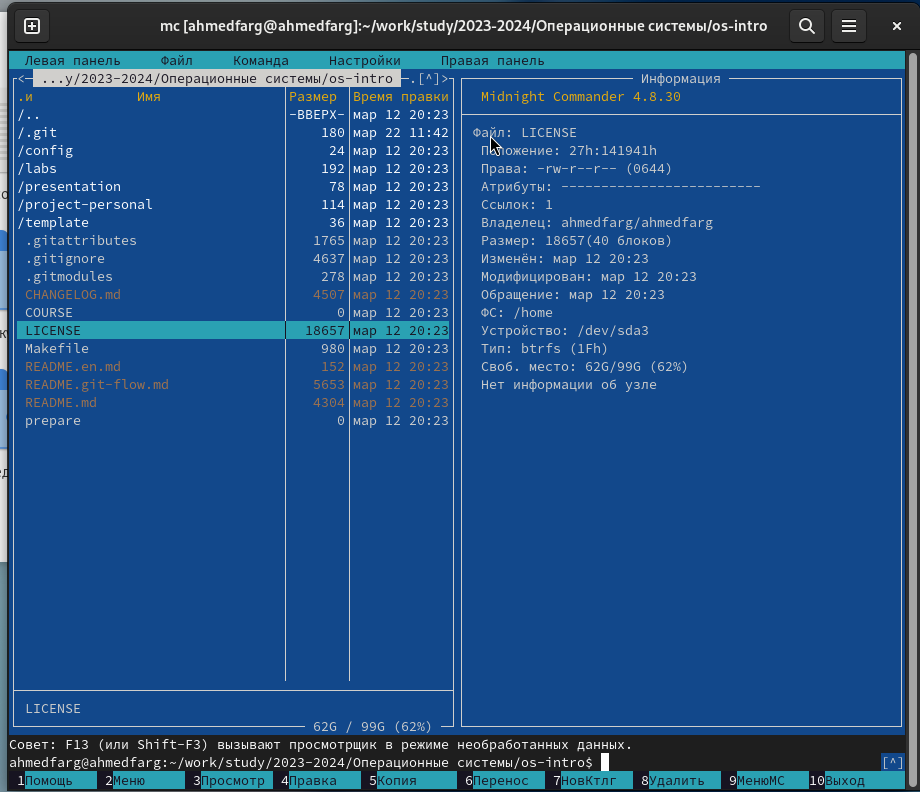 mc [ahmedfarg@ahmedfarg]:~/work/study/2023-2024/Операционные системы/os-intro
Левая панель Файл Команда Настройки Правая панель
<— ...y/2023-2024/Операционные системы/os-intro —.[^]>
.и Имя Размер Время правки
/.. -ВВЕРХ- мар 12 20:23
/.git 180 мар 22 11:42
/config 24 мар 12 20:23
/labs 192 мар 12 20:23
/presentation 78 мар 12 20:23
/project-personal 114 мар 12 20:23
/template 36 мар 12 20:23
.gitattributes 1765 мар 12 20:23
.gitignore 4637 мар 12 20:23
.gitmodules 278 мар 12 20:23
CHANGELOG.md 4507 мар 12 20:23
COURSE 0 мар 12 20:23
LICENSE 18657 мар 12 20:23
Makefile 980 мар 12 20:23
README.en.md 152 мар 12 20:23
README.git-flow.md 5653 мар 12 20:23
README.md 4304 мар 12 20:23
prepare 0 мар 12 20:23
LICENSE
62G / 99G (62%)
Информация
Midnight Commander 4.8.30
Файл: LICENSE
Положение: 27h:141941h
Права: -rw-r--r-- (0644)
Атрибуты: -------------------------
Ссылок: 1
Владелец: ahmedfarg/ahmedfarg
Размер: 18657(40 блоков)
Изменён: мар 12 20:23
Модифицирован: мар 12 20:23
Обращение: мар 12 20:23
ФС: /home
Устройство: /dev/sda3
Тип: btrfs (1Fh)
Своб. место: 62G/99G (62%)
Нет информации об узле
Совет: F13 (или Shift-F3) вызывают просмотрщик в режиме необработанных данных.
ahmedfarg@ahmedfarg:~/work/study/2023-2024/Операционные системы/os-intro$ [^]
1Помощь 2Меню 3Просмотр 4Правка 5Копия 6Перенос 7НовКтлг 8Удалить 9МенюMC 10Выход